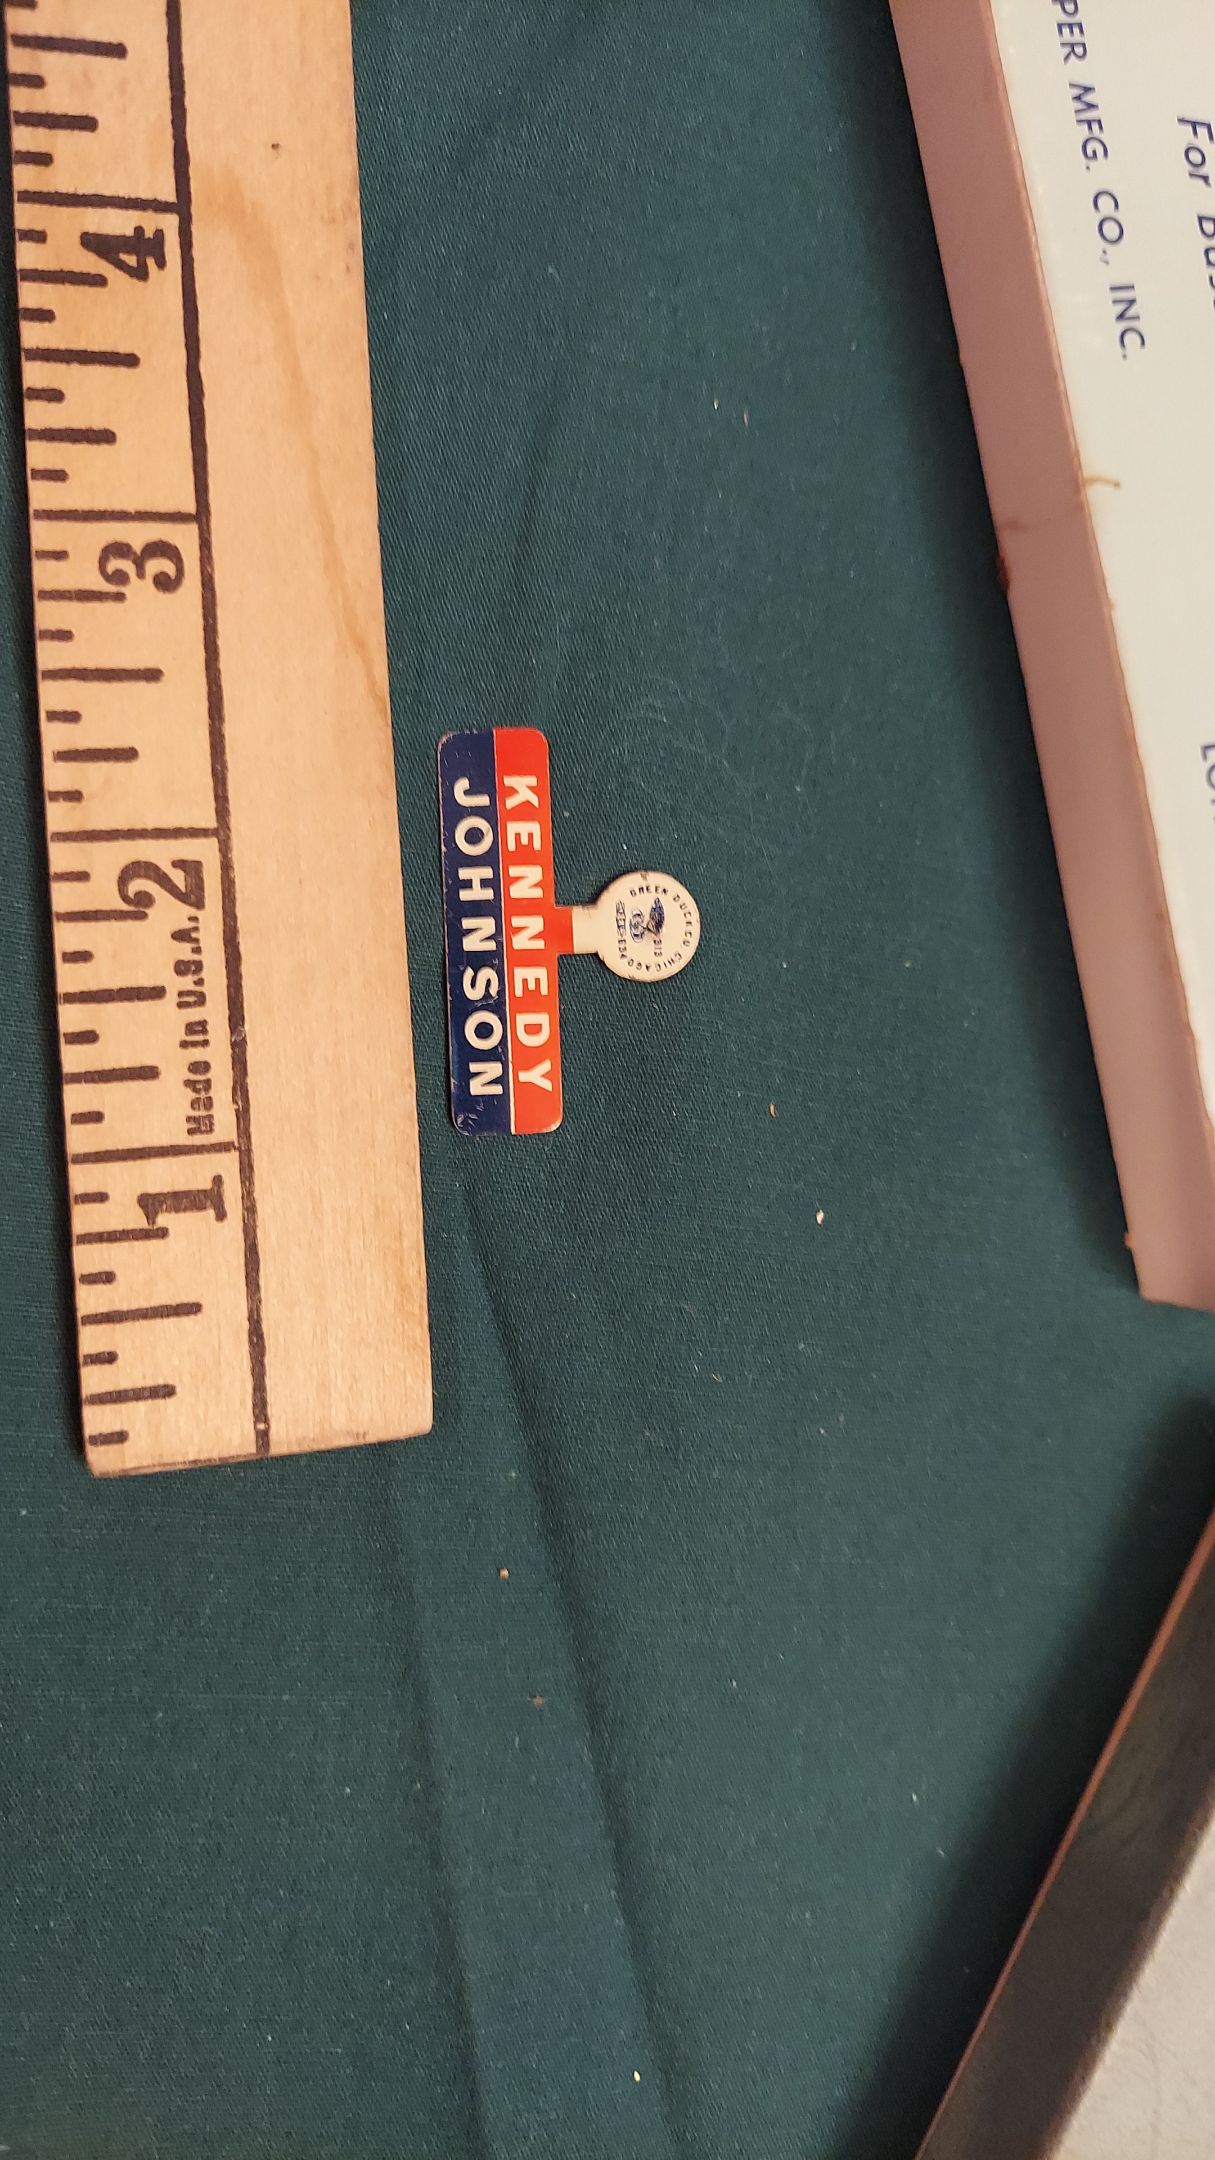 KENNEDY
JOHNSON
GREEN DUCK CO CHICAGO
4
3
2
1
Made in U.S.A.
PER MFG. CO., INC.
For